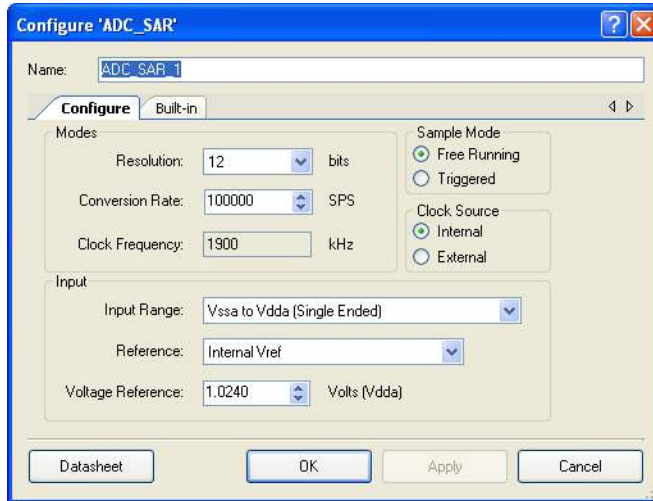 Configure 'ADC_SAR'
Name: ADC_SAR_1
Configure Built-in
Modes
Resolution: 12 bits
Conversion Rate: 100000 SPS
Clock Frequency: 1900 kHz
Sample Mode
Free Running
Triggered
Clock Source
Internal
External
Input
Input Range: Vssa to Vdda (Single Ended)
Reference: Internal Vref
Voltage Reference: 1.0240 Volts (Vdda)
Datasheet OK Apply Cancel